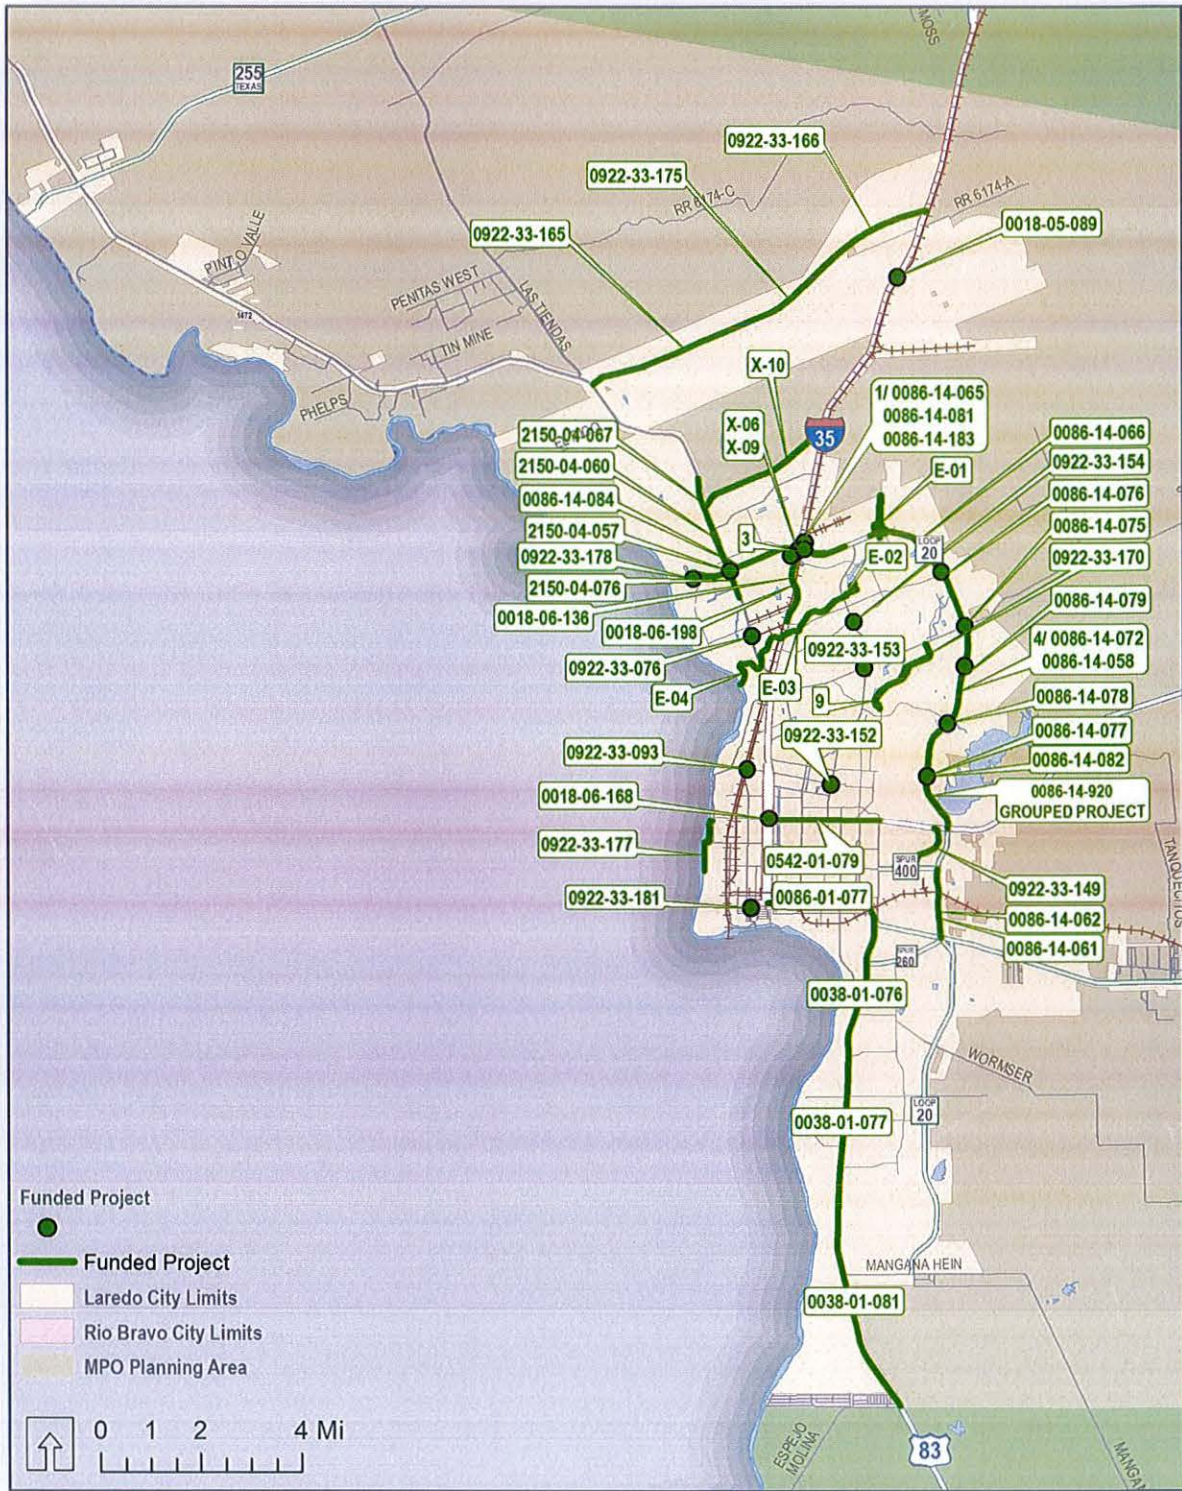 MOSS
255
TEXAS
0922-33-166
0922-33-175
RR 6174-C
RR 6174-A
0922-33-165
0018-05-089
PINTO VALLE
PENITAS WEST
LAS TIENDAS
1472
TIN MINE
PHELPS
X-10
1/ 0086-14-065
0086-14-081
0086-14-183
X-06
X-09
35
2150-04-067
0086-14-066
2150-04-060
E-01
0922-33-154
0086-14-084
0086-14-076
2150-04-057
3
0086-14-075
0922-33-178
E-02
LOOP
20
0922-33-170
2150-04-076
0018-06-136
0086-14-079
0018-06-198
0922-33-153
4/ 0086-14-072
0086-14-058
0922-33-076
E-04
E-03
9
0086-14-078
0922-33-152
0086-14-077
0922-33-093
0086-14-082
0018-06-168
0086-14-920
GROUPED PROJECT
0922-33-177
0542-01-079
SPUR
400
TANQUECITOS
0922-33-181
0086-01-077
0922-33-149
0086-14-062
0086-14-061
SPUR
260
0038-01-076
WORMSER
LOOP
20
0038-01-077
Funded Project
Funded Project
MANGANA HEIN
Laredo City Limits
0038-01-081
Rio Bravo City Limits
MPO Planning Area
0 1 2 4 Mi
ESPEJO
MOLINA
83
MANGAN